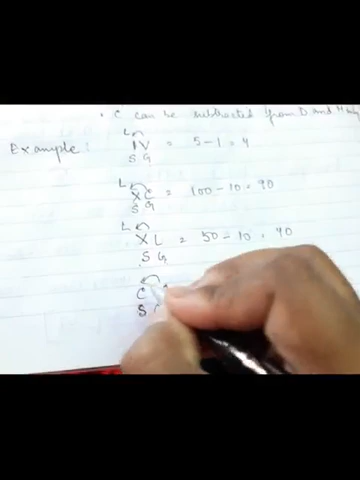 • C can be subtracted from D and M only
L
Example : IV = 5 - 1 = 4
S G
L
XC = 100 - 10 = 90
S G
L
XL = 50 - 10 = 40
S G
C
S